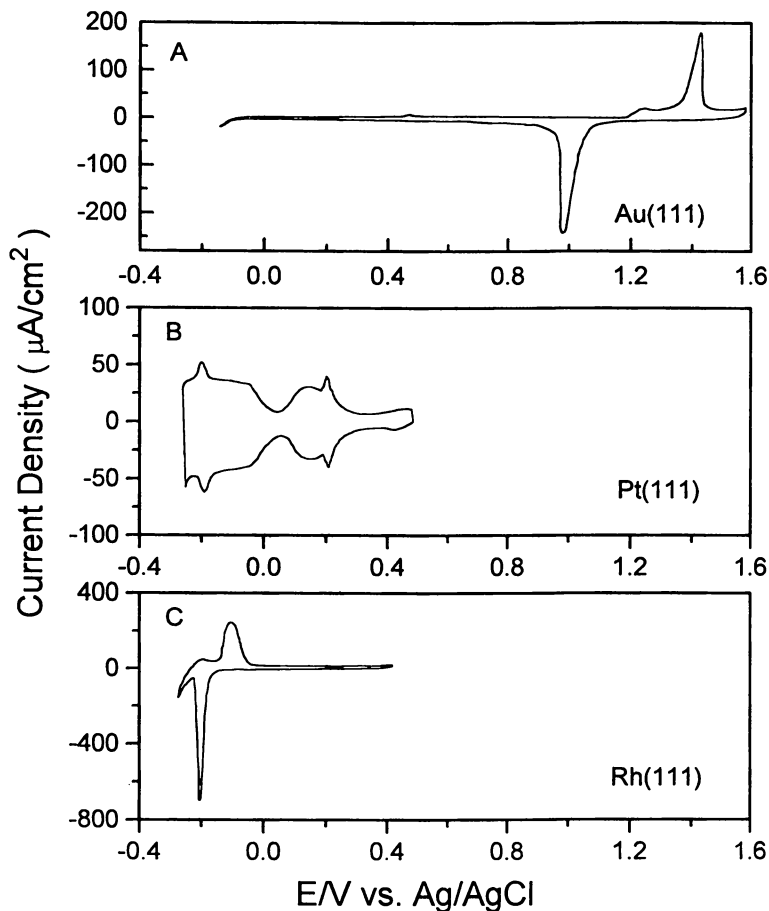 Current Density ( μA/cm²)
A
200
100
0
-100
-200
Au(111)
-0.4 0.0 0.4 0.8 1.2 1.6
B
100
50
0
-50
-100
Pt(111)
-0.4 0.0 0.4 0.8 1.2 1.6
C
400
0
-400
-800
Rh(111)
-0.4 0.0 0.4 0.8 1.2 1.6
E/V vs. Ag/AgCl